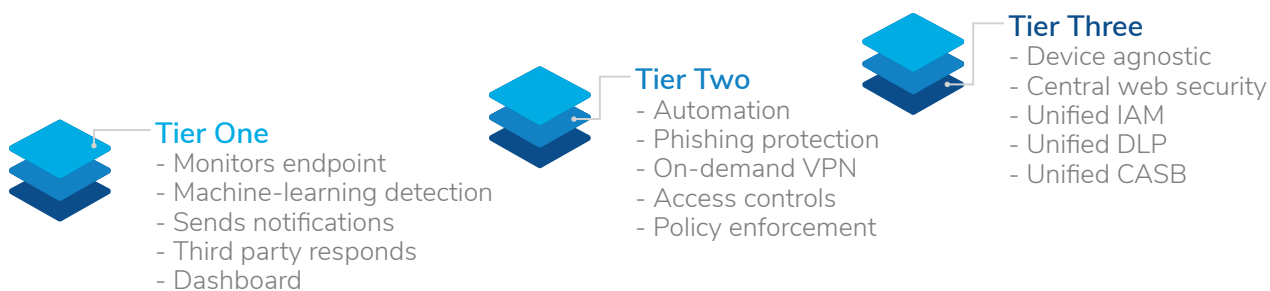 Tier One
- Monitors endpoint
- Machine-learning detection
- Sends notifications
- Third party responds
- Dashboard
Tier Two
- Automation
- Phishing protection
- On-demand VPN
- Access controls
- Policy enforcement
Tier Three
- Device agnostic
- Central web security
- Unified IAM
- Unified DLP
- Unified CASB